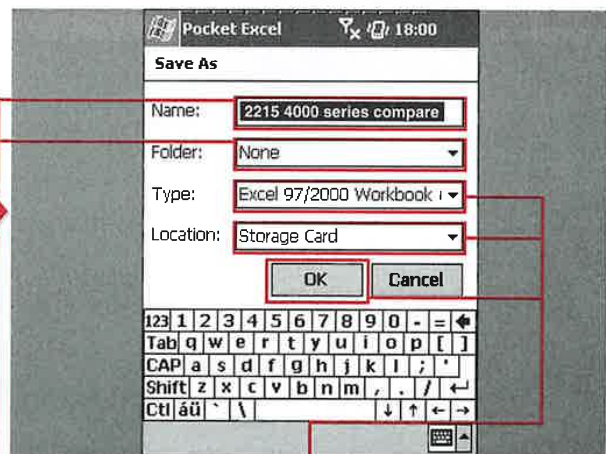 Pocket Excel 18:00
Save As
Name: 2215 4000 series compare
Folder: None
Type: Excel 97/2000 Workbook (
Location: Storage Card
OK Cancel
123 1 2 3 4 5 6 7 8 9 0 - = ←
Tab q w e r t y u i o p [ ]
CAP a s d f g h j k l ; '
Shift z x c v b n m , . / ↵
Ctl áü ` \ ↓ ↑ ← →